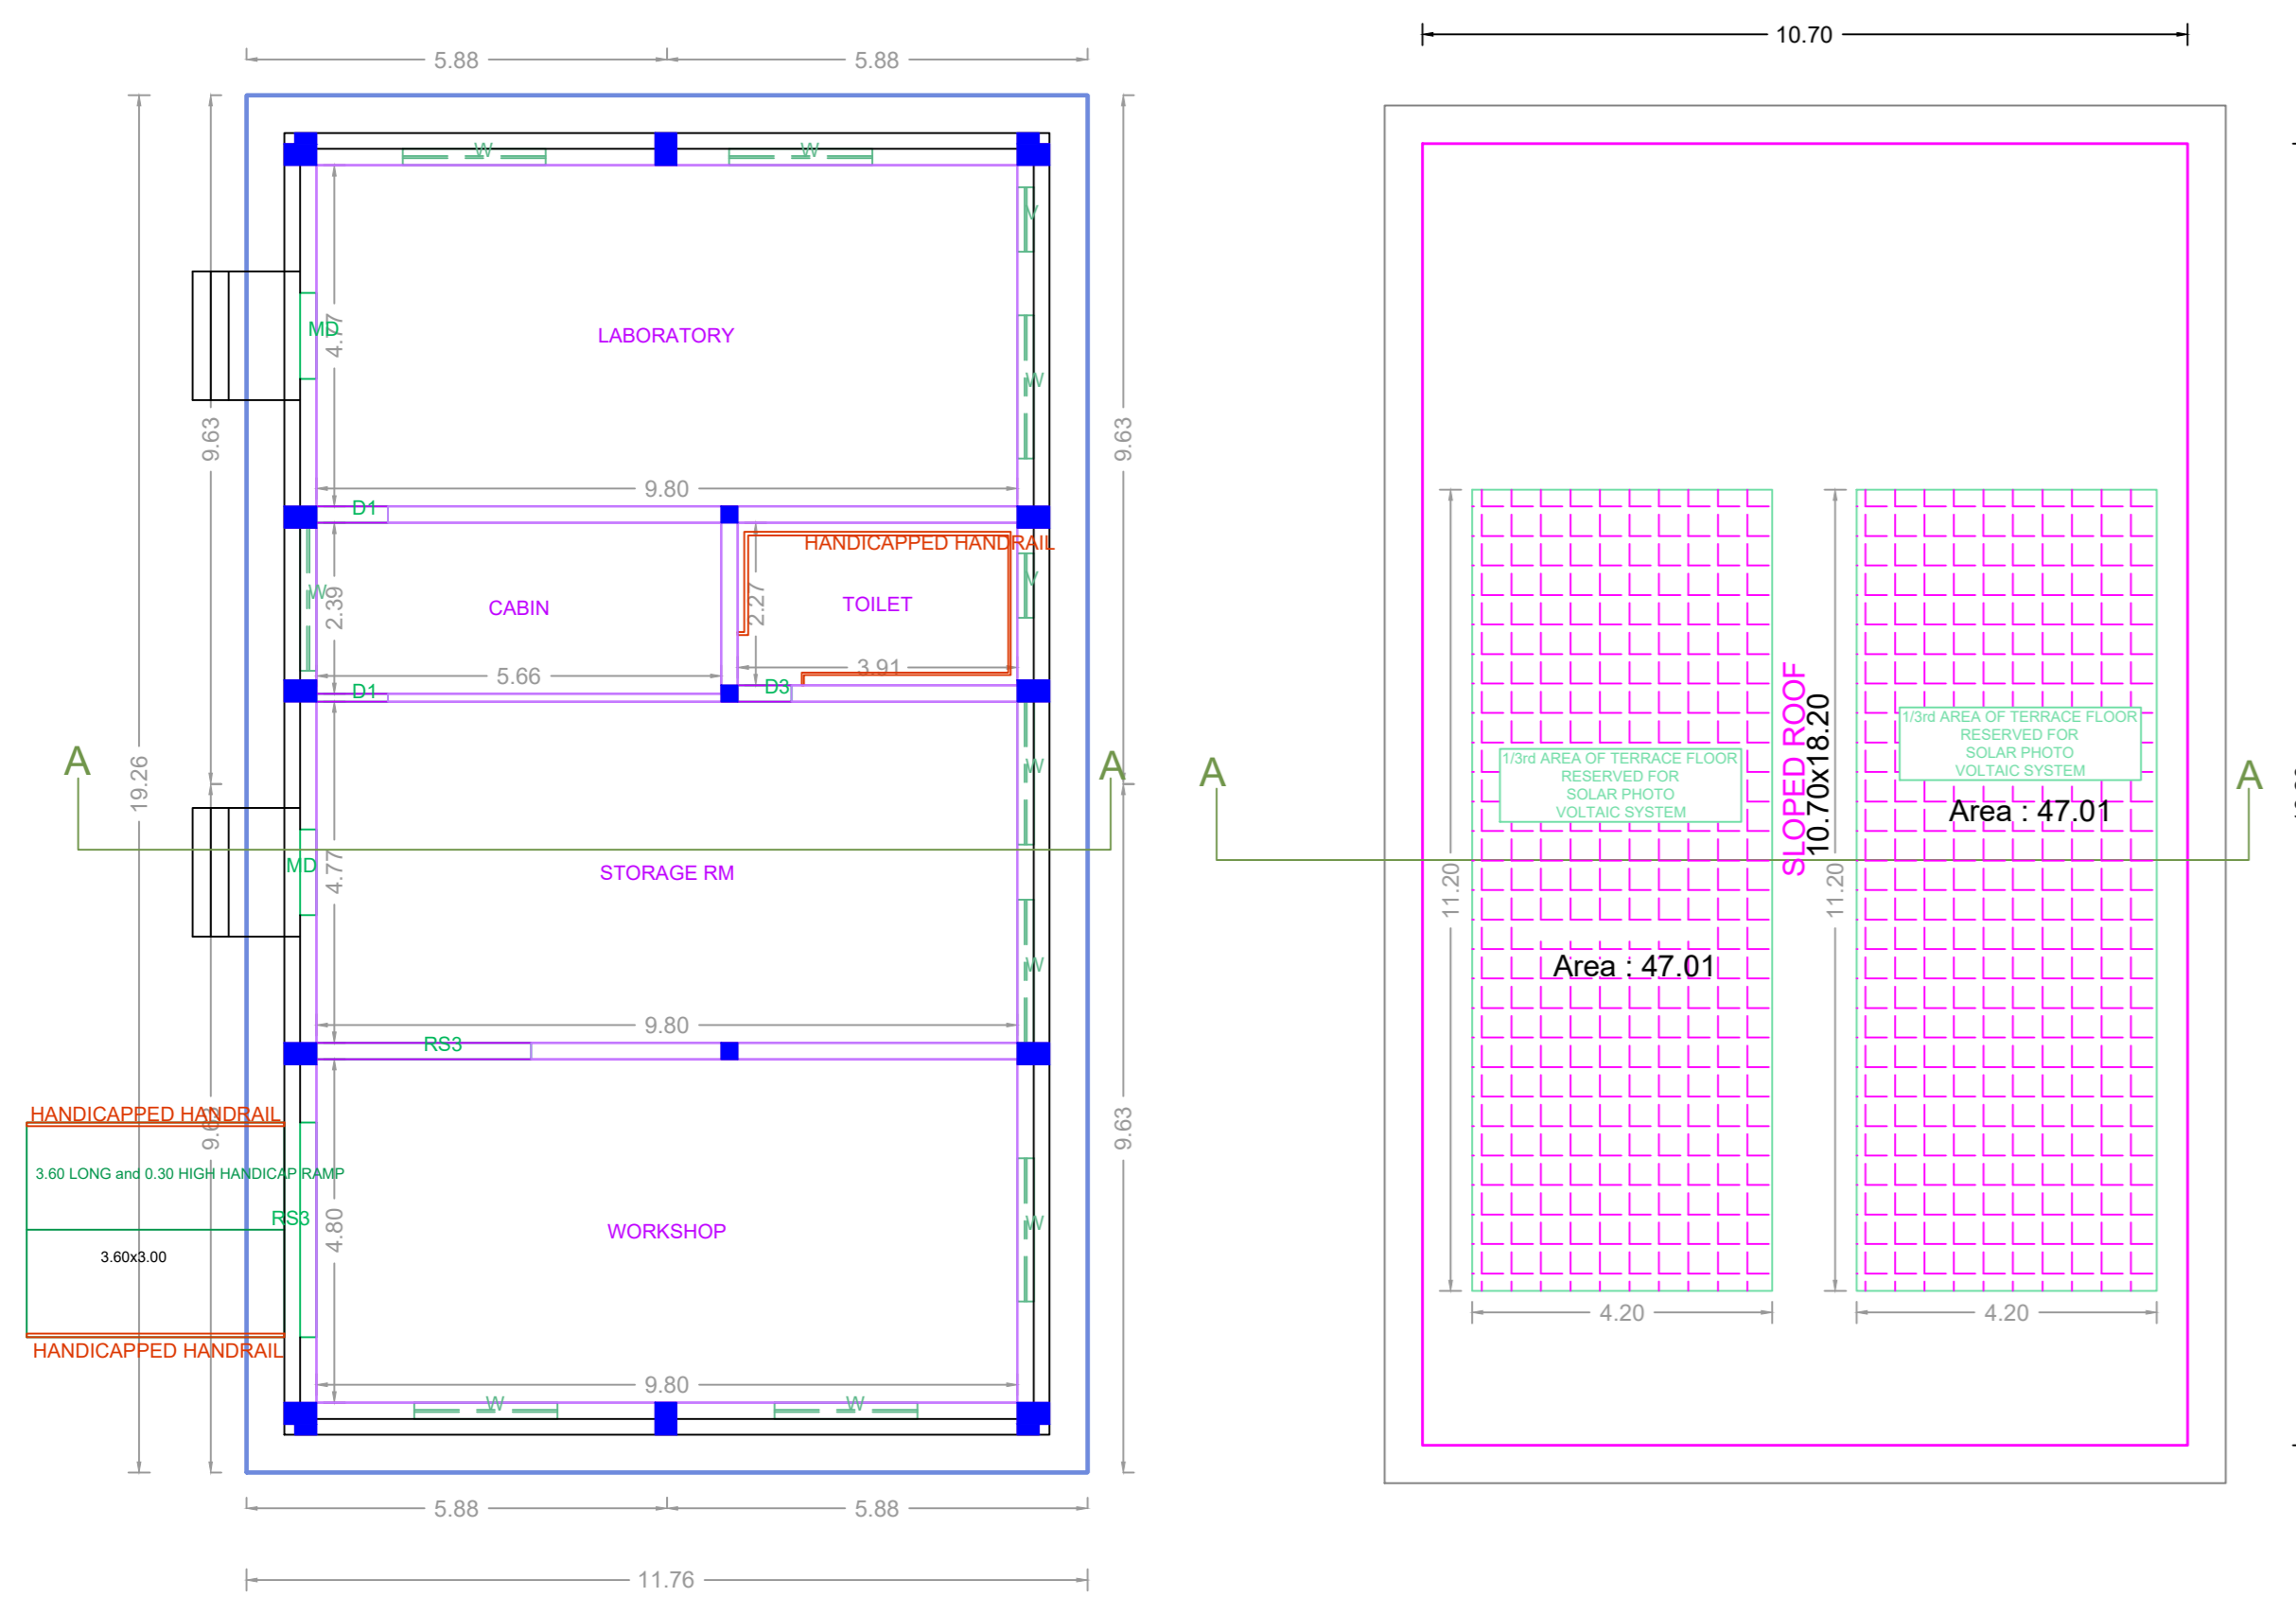 10.70
5.88
5.88
W
W
V
LABORATORY
MD
4.77
W
9.63
9.63
9.80
D1
HANDICAPPED HANDRAIL
V
W
2.39
CABIN
2.27
TOILET
5.66
3.91
D1
D3
A
19.26
A
W
STORAGE RM
MD
4.77
W
9.80
RS3
HANDICAPPED HANDRAIL
9.63
3.60 LONG and 0.30 HIGH HANDICAP RAMP
RS3
4.80
WORKSHOP
W
3.60x3.00
HANDICAPPED HANDRAIL
9.80
W
W
5.88
5.88
11.76
A
1/3rd AREA OF TERRACE FLOOR
RESERVED FOR
SOLAR PHOTO
VOLTAIC SYSTEM
Area : 47.01
11.20
4.20
SLOPED ROOF
10.70x18.20
1/3rd AREA OF TERRACE FLOOR
RESERVED FOR
SOLAR PHOTO
VOLTAIC SYSTEM
Area : 47.01
11.20
4.20
A